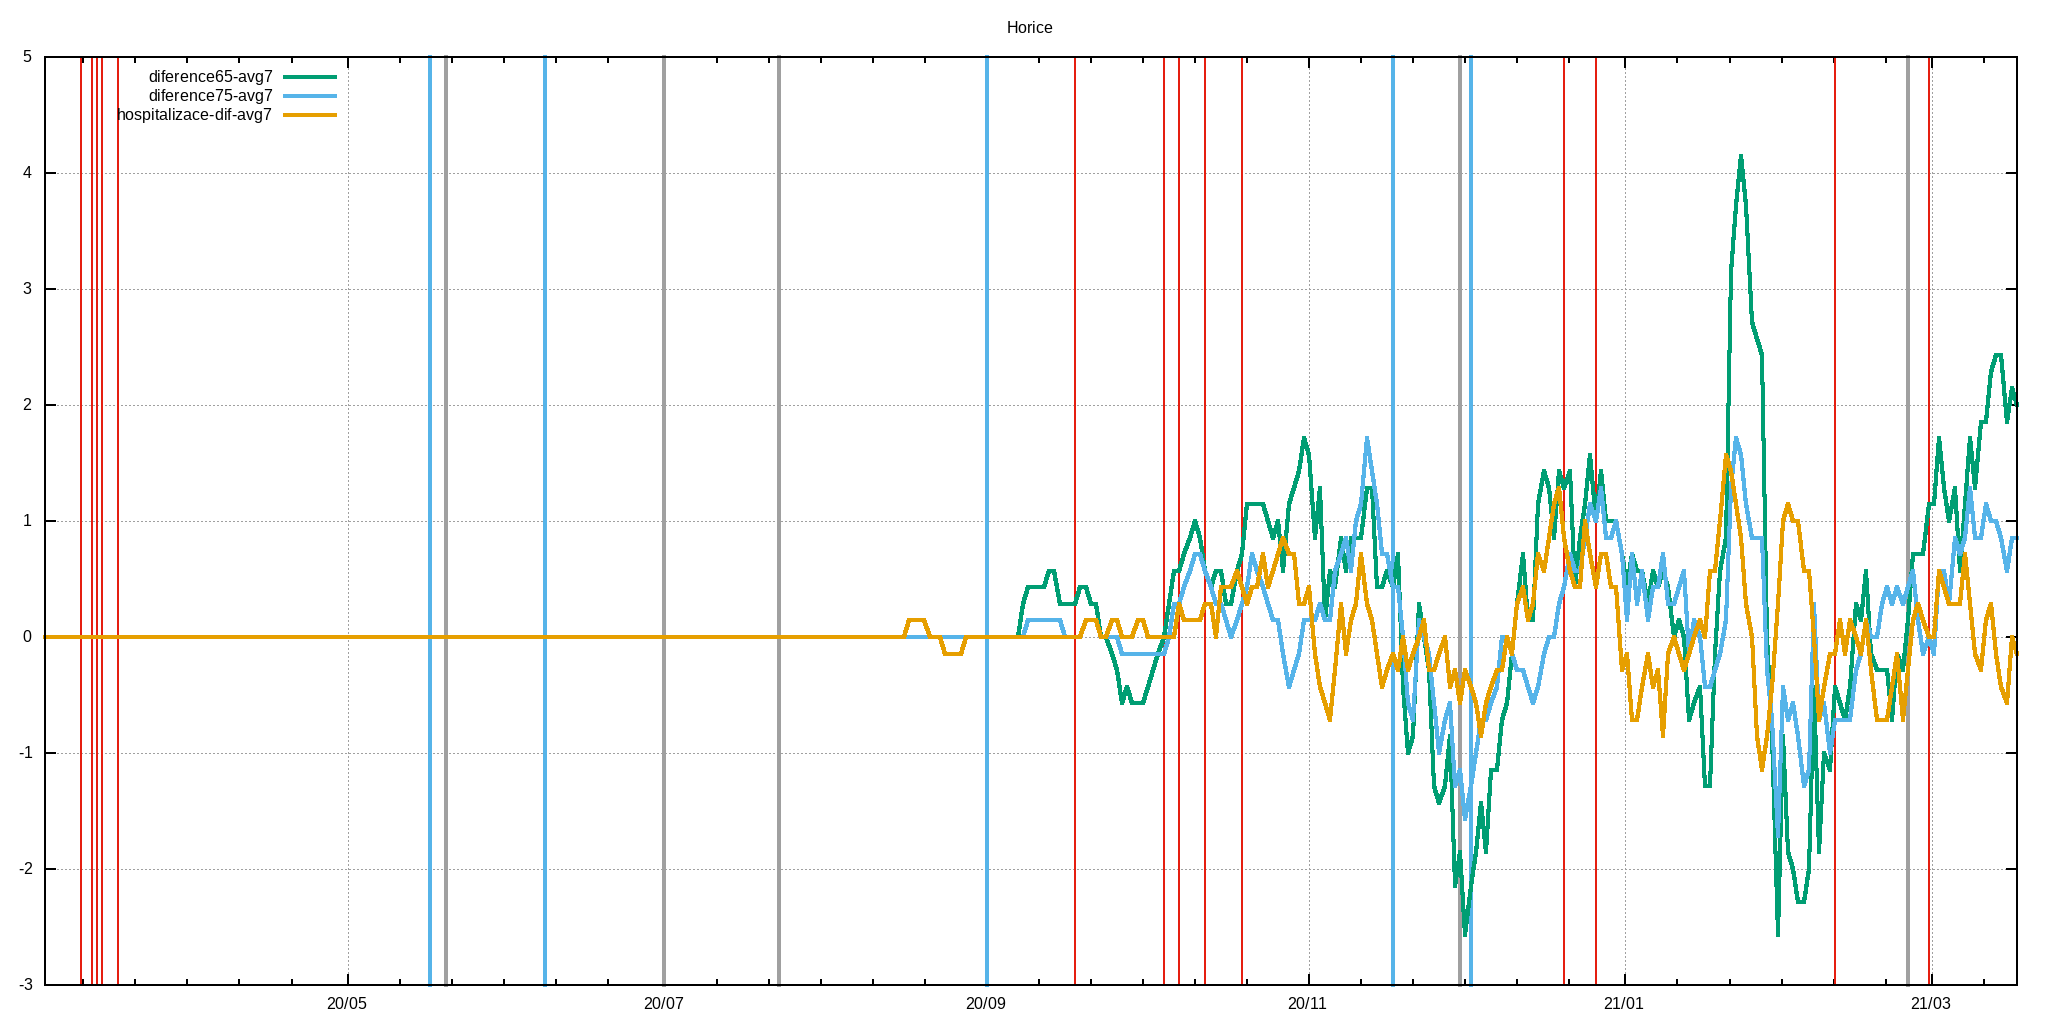 Horice
diference65-avg7
diference75-avg7
hospitalizace-dif-avg7
5
4
3
2
1
0
-1
-2
-3
20/05 20/07 20/09 20/11 21/01 21/03